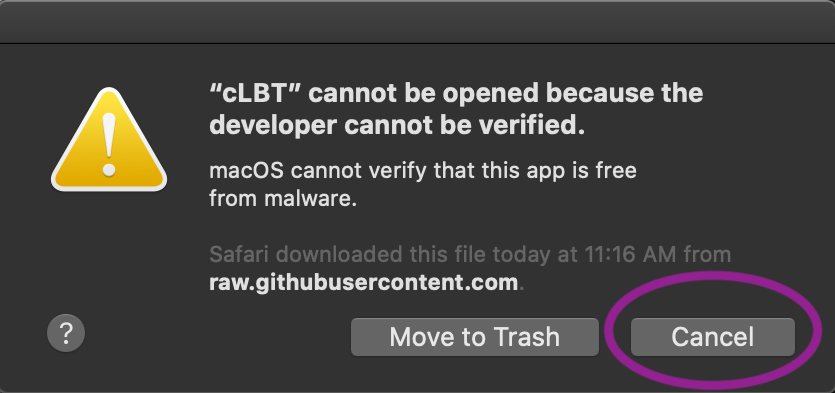 “cLBT” cannot be opened because the
developer cannot be verified.
macOS cannot verify that this app is free
from malware.
Safari downloaded this file today at 11:16 AM from
raw.githubusercontent.com.
?
Move to Trash
Cancel